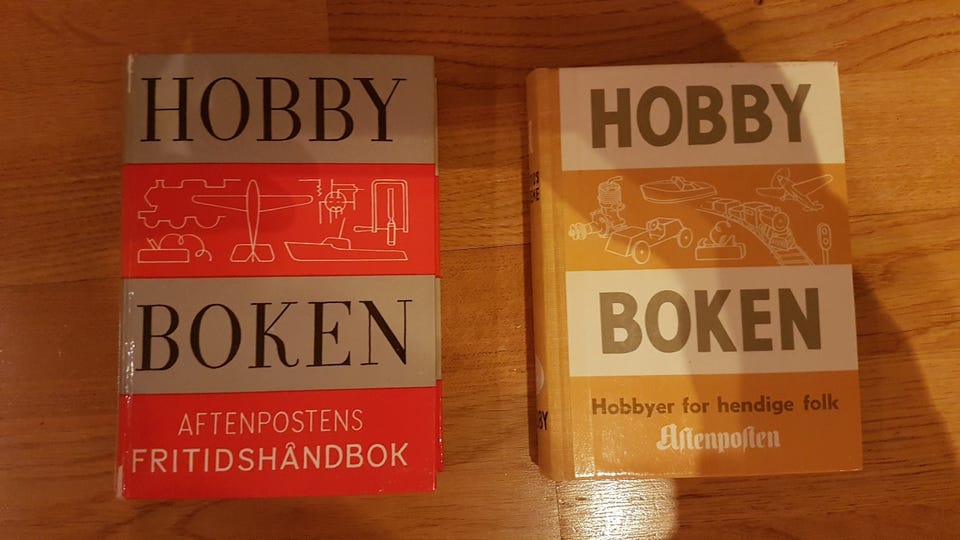 HOBBY
BOKEN
AFTENPOSTENS
FRITIDSHÅNDBOK
HOBBY
BOKEN
Hobbyer for hendige folk
Aftenposten